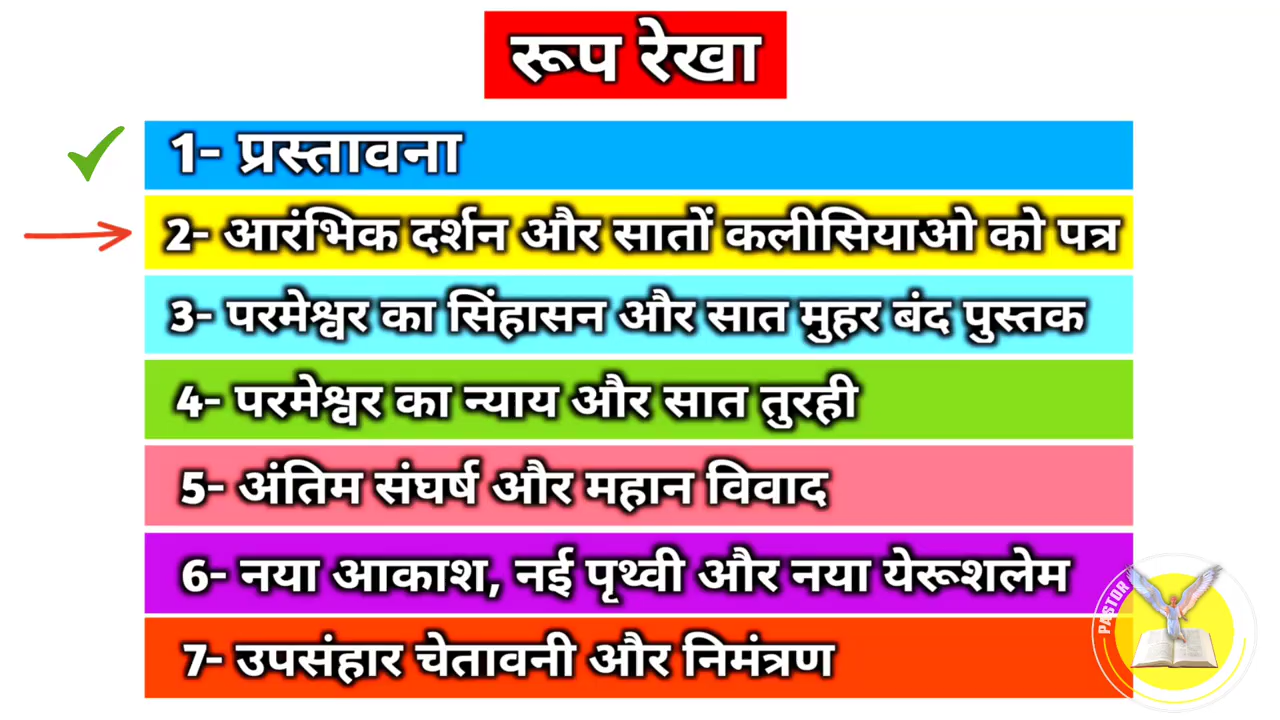 रूप रेखा
1- प्रस्तावना
2- आरंभिक दर्शन और सातों कलीसियाओ को पत्र
3- परमेश्वर का सिंहासन और सात मुहर बंद पुस्तक
4- परमेश्वर का न्याय और सात तुरही
5- अंतिम संघर्ष और महान विवाद
6- नया आकाश, नई पृथ्वी और नया येरूशलेम
7- उपसंहार चेतावनी और निमंत्रण
PASTOR